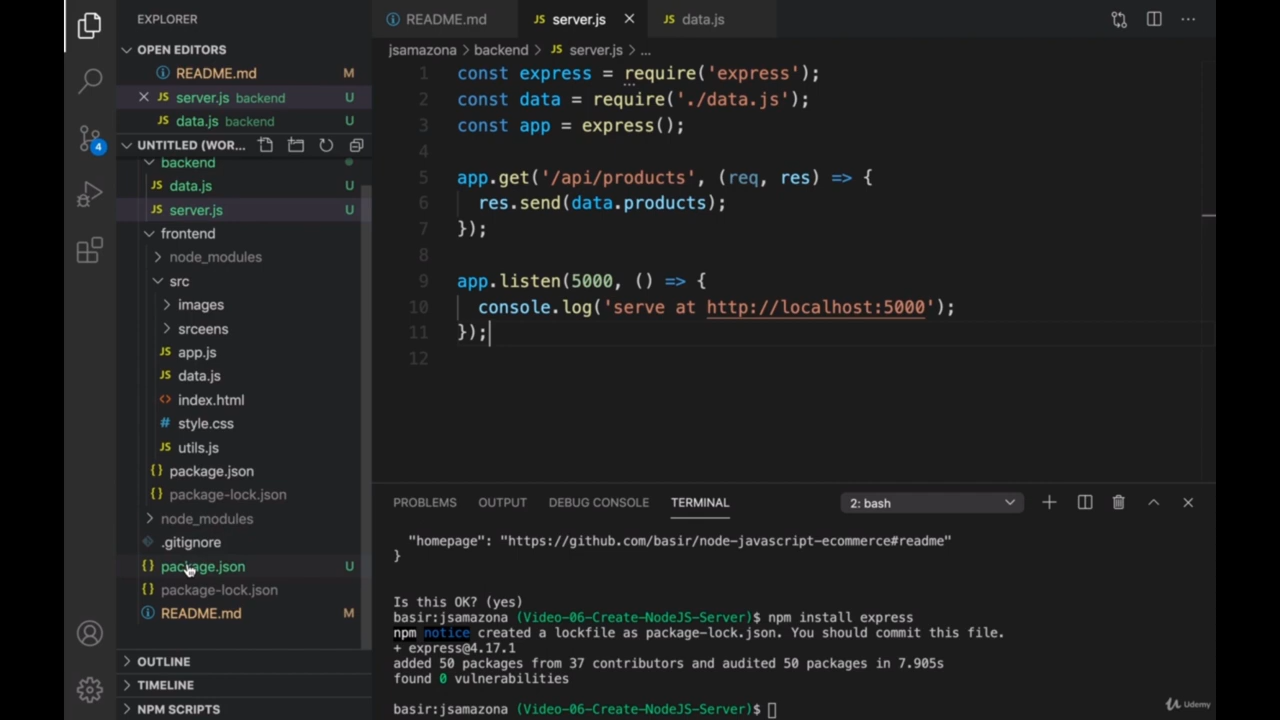 EXPLORER
OPEN EDITORS
README.md M
server.js backend U
data.js backend U
4
UNTITLED (WOR...
backend
data.js U
server.js U
frontend
node_modules
src
images
srceens
app.js
data.js
index.html
style.css
utils.js
package.json
package-lock.json
node_modules
.gitignore
package.json U
package-lock.json
README.md M
OUTLINE
TIMELINE
NPM SCRIPTS
README.md server.js data.js
jsamazona > backend > JS server.js > ...
1 const express = require('express');
2 const data = require('./data.js');
3 const app = express();
4
5 app.get('/api/products', (req, res) => {
6 res.send(data.products);
7 });
8
9 app.listen(5000, () => {
10 console.log('serve at http://localhost:5000');
11 });
12
PROBLEMS OUTPUT DEBUG CONSOLE TERMINAL 2: bash
"homepage": "https://github.com/basir/node-javascript-ecommerce#readme"
}
Is this OK? (yes)
basir:jsamazona (Video-06-Create-NodeJS-Server)$ npm install express
npm notice created a lockfile as package-lock.json. You should commit this file.
+ express@4.17.1
added 50 packages from 37 contributors and audited 50 packages in 7.905s
found 0 vulnerabilities
basir:jsamazona (Video-06-Create-NodeJS-Server)$
Udemy